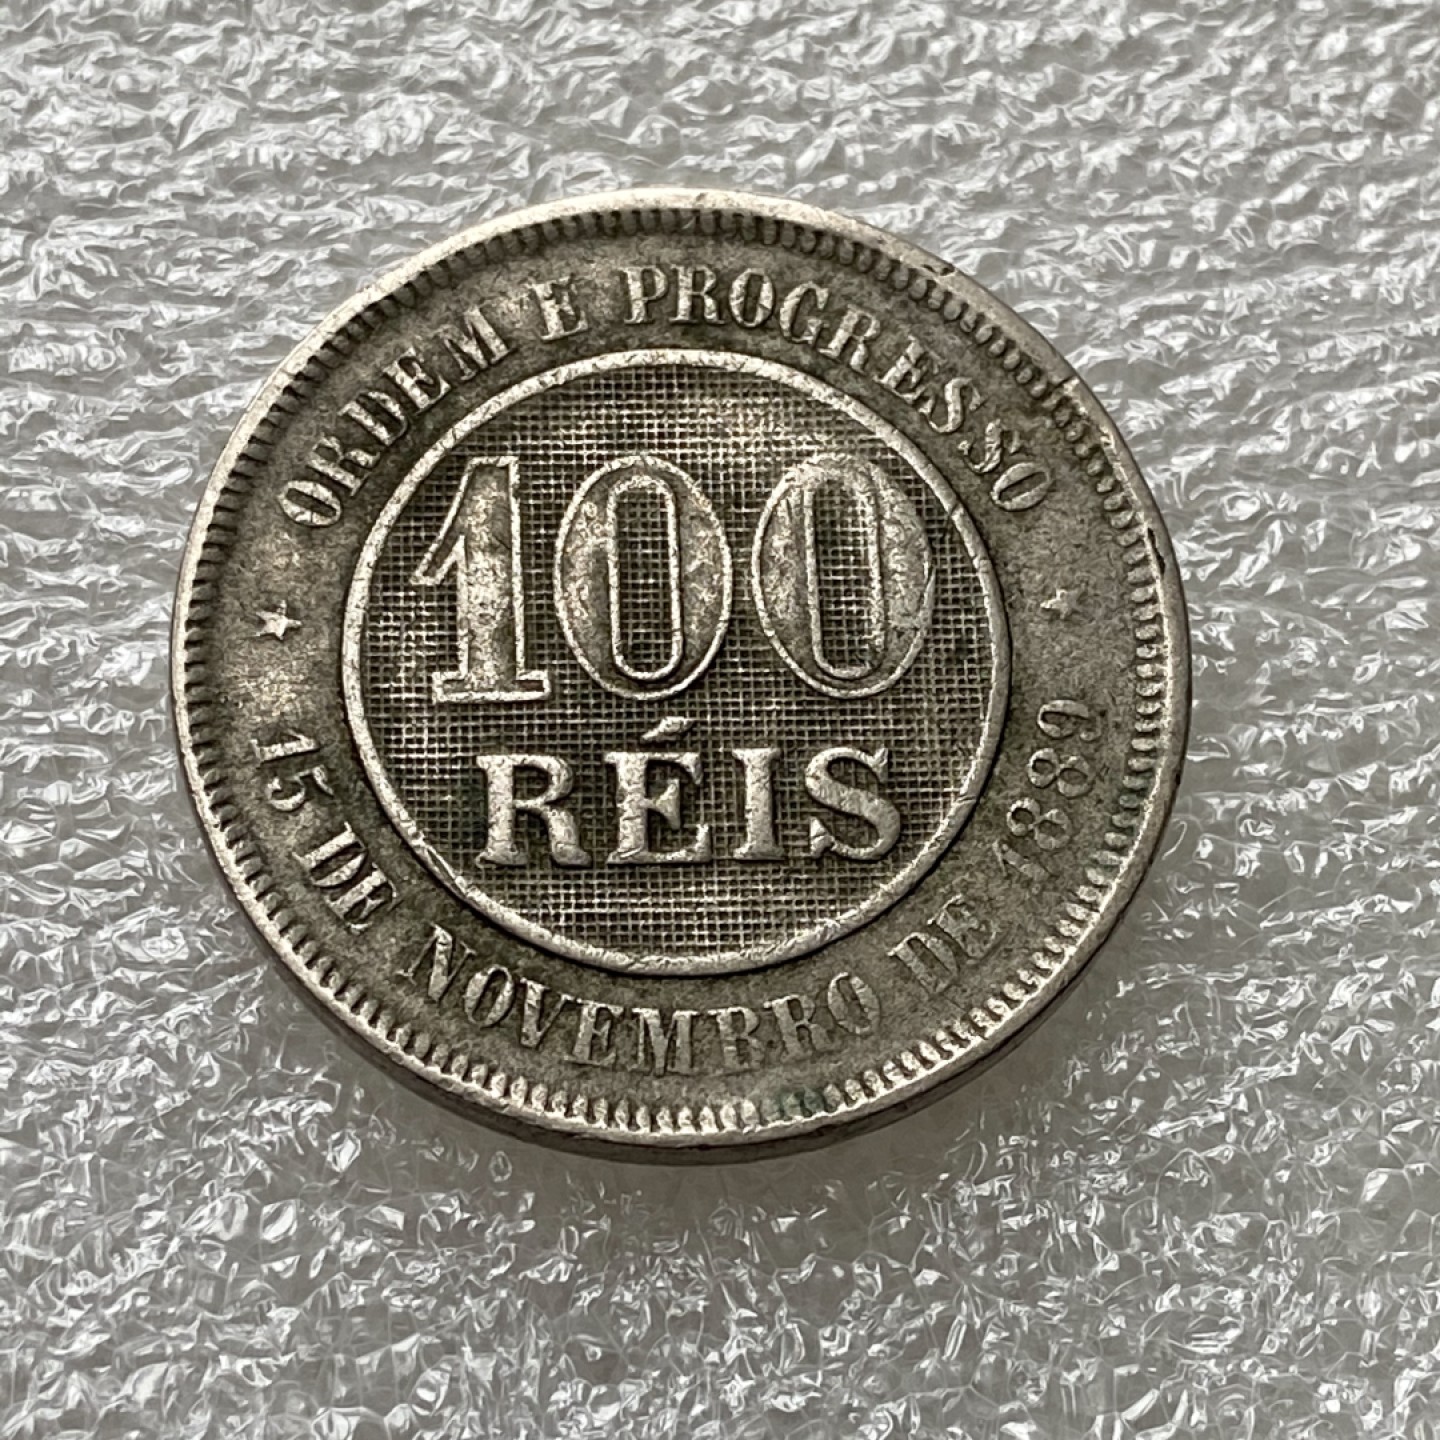 ORDEM E PROGRESSO
100
RÉIS
15 DE NOVEMBRO DE 1889